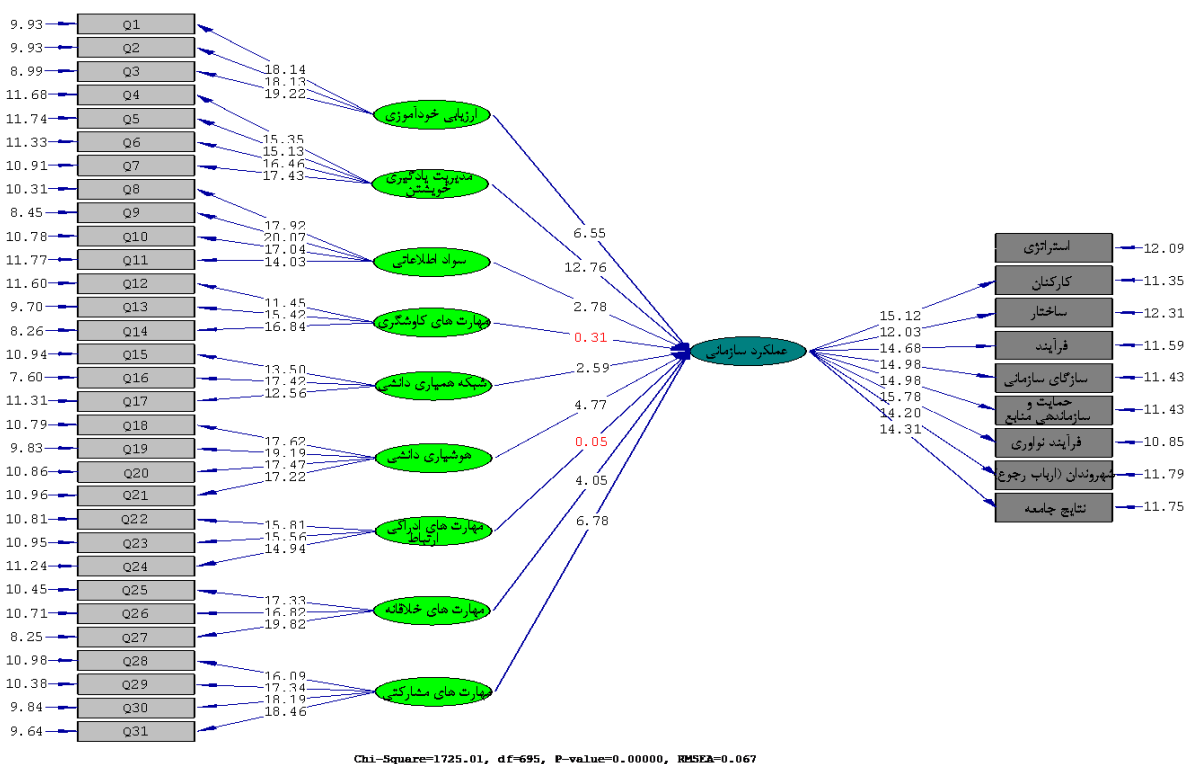 9.93 Q1
9.93 Q2
8.99 Q3
11.68 Q4
11.74 Q5
11.33 Q6
10.91 Q7
10.31 Q8
8.45 Q9
10.78 Q10
11.77 Q11
11.60 Q12
9.70 Q13
8.26 Q14
10.94 Q15
7.60 Q16
11.31 Q17
10.79 Q18
9.83 Q19
10.86 Q20
10.96 Q21
10.81 Q22
10.95 Q23
11.24 Q24
10.45 Q25
10.71 Q26
8.25 Q27
10.98 Q28
10.38 Q29
9.84 Q30
9.64 Q31
18.14
18.13
19.22
15.35
15.13
16.46
17.43
17.92
20.07
17.04
14.03
11.45
15.42
16.84
13.50
17.42
12.56
17.62
19.19
17.47
17.22
15.81
15.56
14.94
17.33
16.82
19.82
16.09
17.34
18.19
18.46
ارزیابی خودآموزی
مدیریت یادگیری
خویشتن
سواد اطلاعاتی
مهارت های کاوشگری
شبکه همیاری دانشی
هوشیاری دانشی
مهارت های ادراکی
ارتباط
مهارت های خلاقانه
مهارت های مشارکتی
6.55
12.76
2.78
0.31
2.59
4.77
0.05
4.05
6.78
عملکرد سازمانی
15.12
12.03
14.68
14.98
14.98
15.78
14.20
14.31
استراتژی 12.09
کارکنان 11.35
ساختار 12.31
فرآیند 11.59
سازگای سازمانی 11.43
حمایت و
سازماندهی منابع 11.43
فرآیند نواوری 10.85
شهروندان (ارباب رجوع 11.79
نتایج جامعه 11.75
Chi-Square=1725.01, df=695, P-value=0.00000, RMSEA=0.067